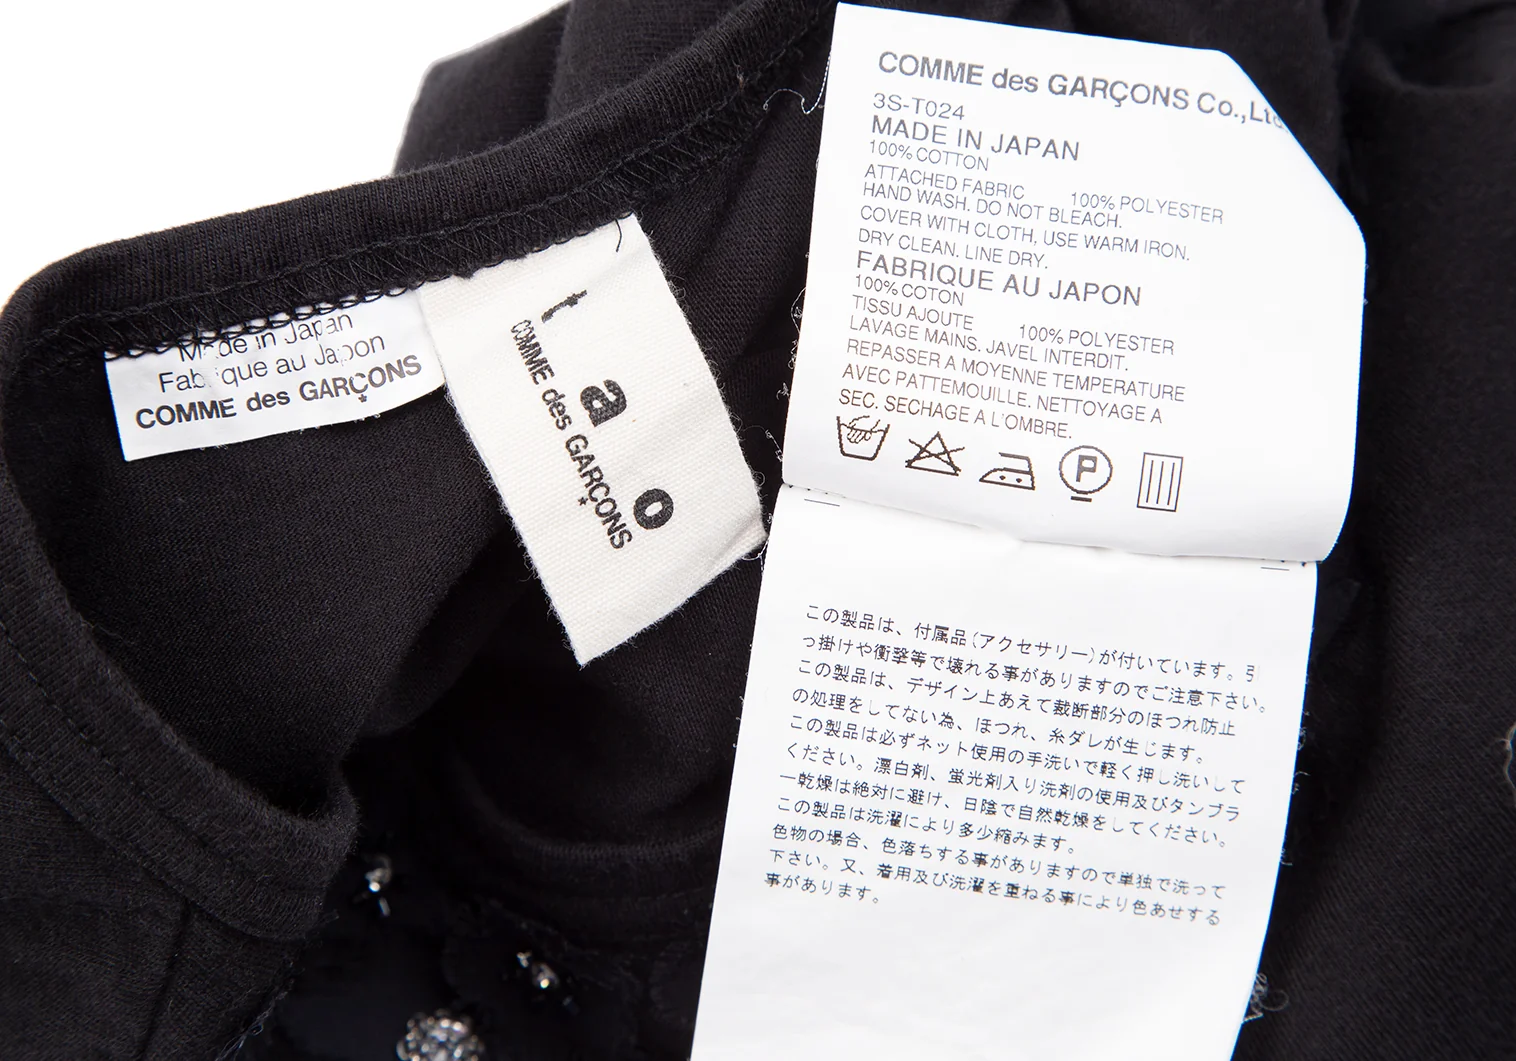 Made in Japan
Fabrique au Japon
COMME des GARÇONS
tao
COMME des GARÇONS
COMME des GARÇONS Co.,Ltd.
3S-T024
MADE IN JAPAN
100% COTTON
ATTACHED FABRIC 100% POLYESTER
HAND WASH. DO NOT BLEACH.
COVER WITH CLOTH, USE WARM IRON.
DRY CLEAN. LINE DRY.
FABRIQUE AU JAPON
100% COTON
TISSU AJOUTE 100% POLYESTER
LAVAGE MAINS. JAVEL INTERDIT.
REPASSER A MOYENNE TEMPERATURE
AVEC PATTEMOUILLE. NETTOYAGE A
SEC. SECHAGE A L'OMBRE.
P
この製品は、付属品(アクセサリー)が付いています。引
っ掛けや衝撃等で壊れる事がありますのでご注意下さい。
この製品は、デザイン上あえて裁断部分のほつれ防止
の処理をしてない為、ほつれ、糸ダレが生じます。
この製品は必ずネット使用の手洗いで軽く押し洗いして
ください。漂白剤、蛍光剤入り洗剤の使用及びタンブラ
ー乾燥は絶対に避け、日陰で自然乾燥をしてください。
この製品は洗濯により多少縮みます。
色物の場合、色落ちする事がありますので単独で洗って
下さい。又、着用及び洗濯を重ねる事により色あせする
事があります。